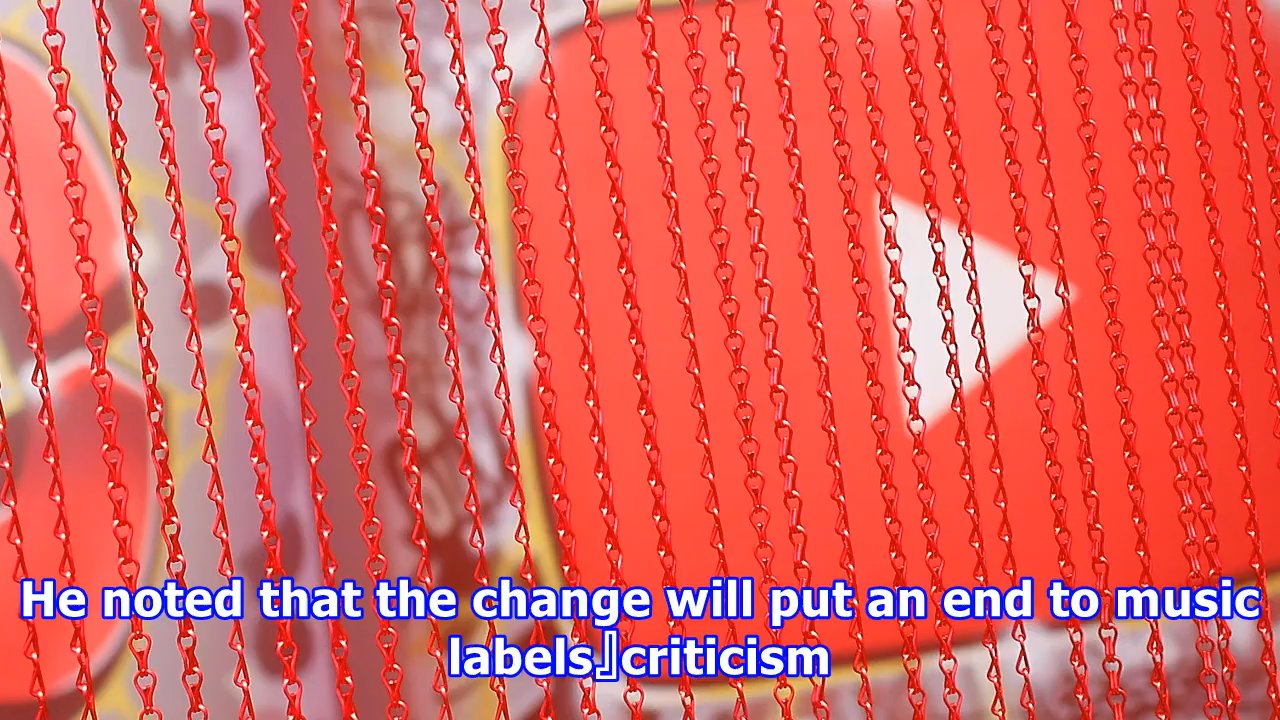 He noted that the change will put an end to music
labels』criticism